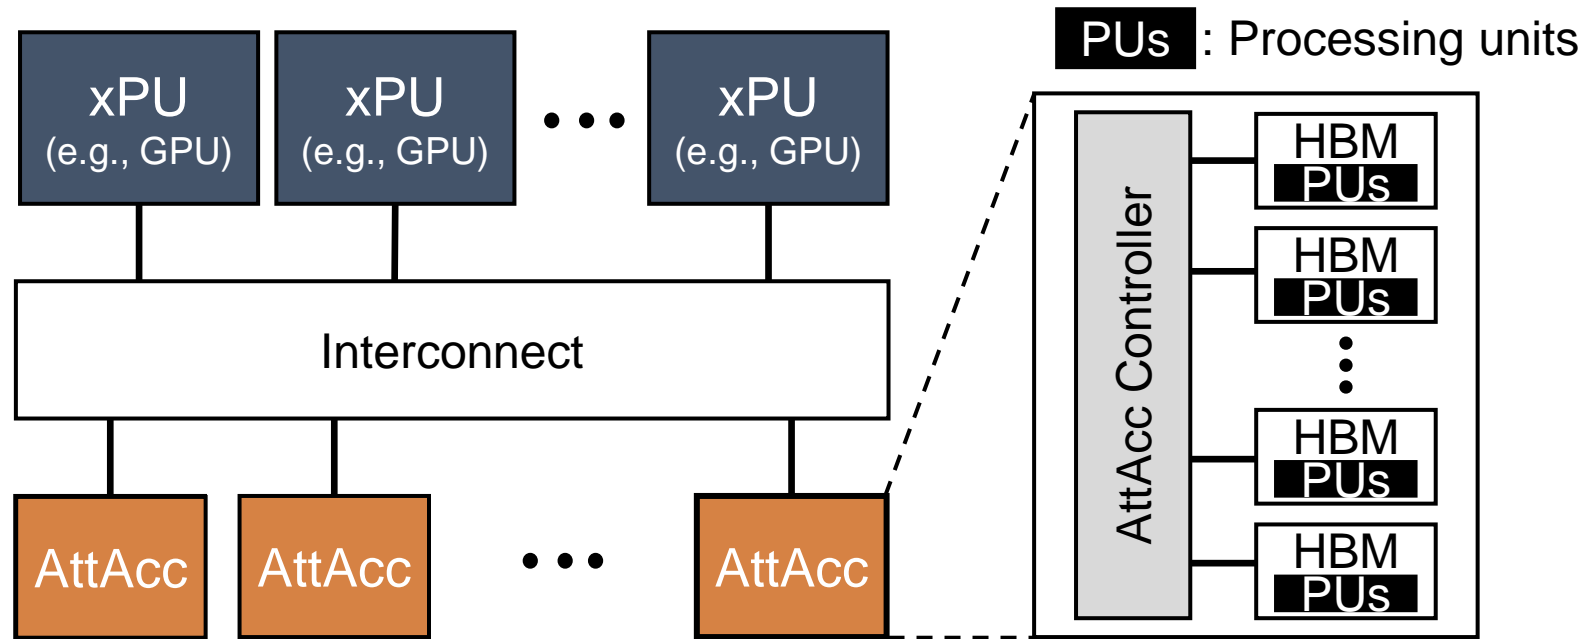 PUs : Processing units
xPU
(e.g., GPU)
xPU
(e.g., GPU)
xPU
(e.g., GPU)
Interconnect
AttAcc
AttAcc
AttAcc
AttAcc Controller
HBM
PUs
HBM
PUs
HBM
PUs
HBM
PUs